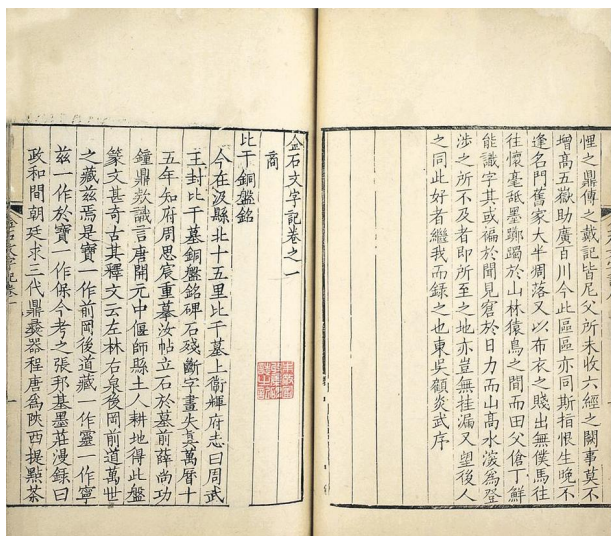 悝之鼎傳之戴記皆尼父所未收六經之闕事莫不
增高五嶽助廣百川今此區區亦同斯指恨生晚不
逢名門舊家大半凋落又以布衣之賤出無僕馬往
往懷毫舐墨躑躅於山林猿鳥之間而田父傖丁鮮
能識字其或褊於聞見窘於日力而山高水深爲登
涉之所不及者即所至之地亦豈無挂漏又望後人
之同此好者繼我而錄之也東吳顧炎武序
金石文字記卷之一
商
比干銅盤銘
今在汲縣北十五里比干墓上衞輝府志曰周武
王封比干墓銅盤銘碑石殘斷字畫失真萬曆十
五年知府周思宸重摹汝帖立石於墓前薛尚功
鐘鼎欵識言唐開元中偃師縣土人耕地得此盤
篆文甚奇古其釋文云左林右泉後岡前道萬世
之藏茲焉是寶一作前岡後道藏一作靈一作寧
茲一作於寶一作保今考之張邦基墨莊漫錄曰
政和間朝廷求三代鼎彝器程唐爲陜西提點茶